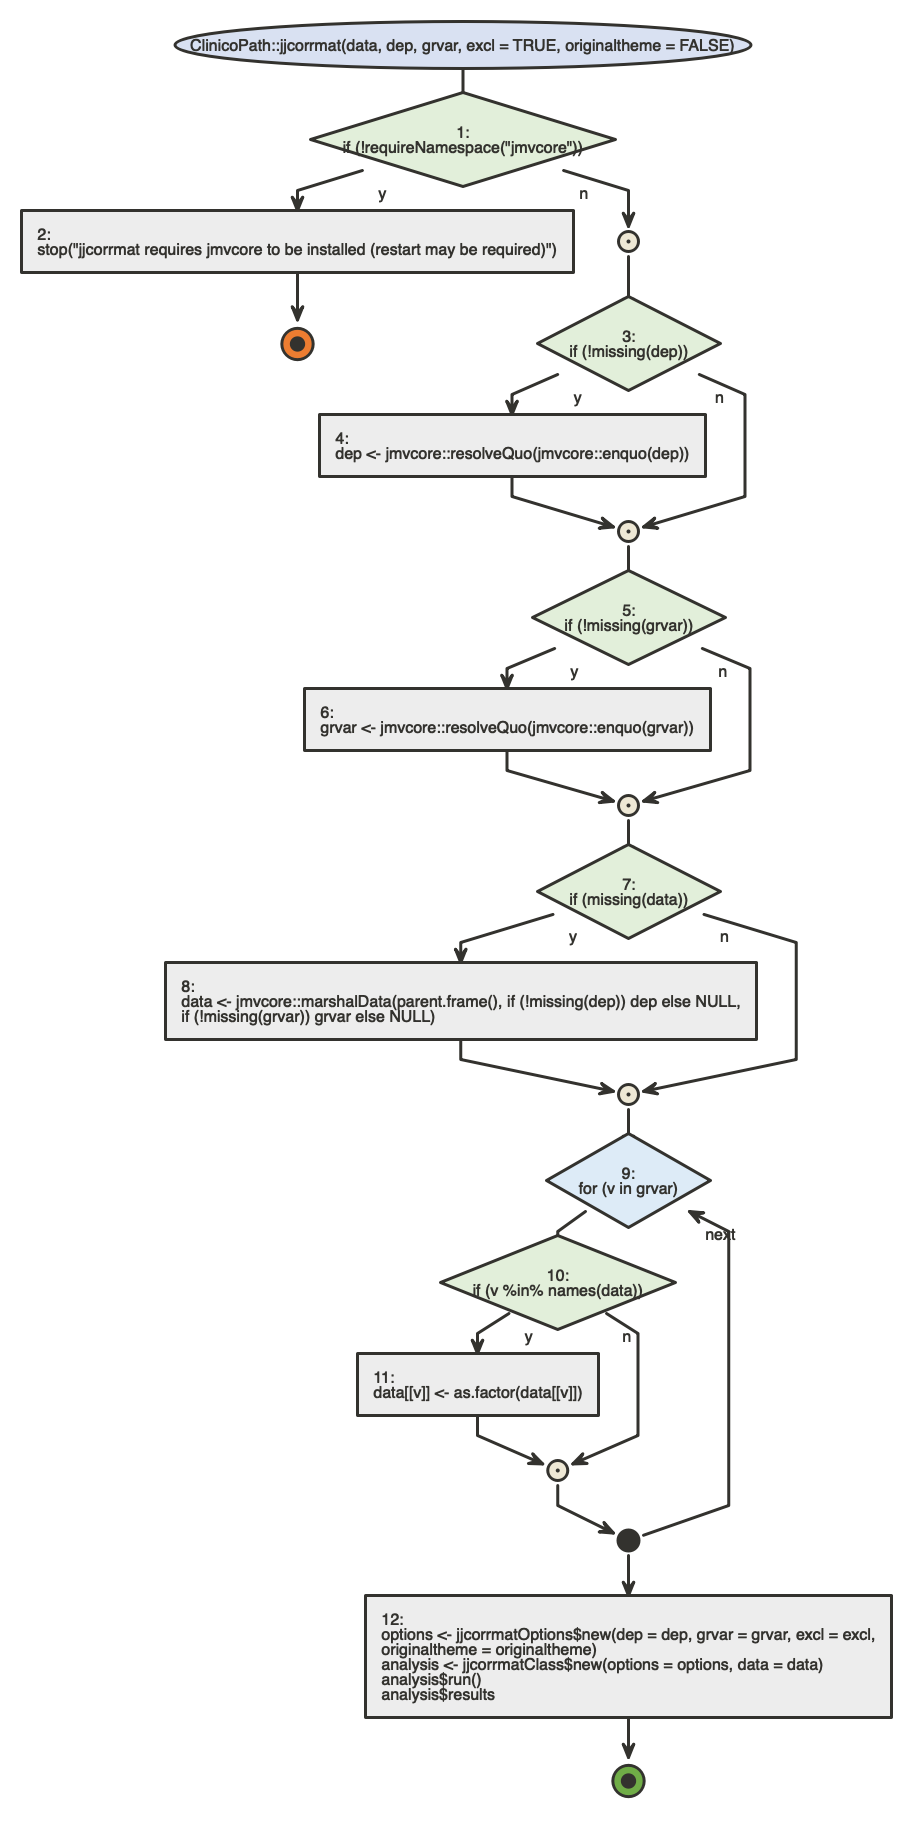 ClinicoPath::jjcorrmat(data, dep, grvar, excl = TRUE, originaltheme = FALSE)
1:
if (!requireNamespace("jmvcore"))
y
n
2:
stop("jjcorrmat requires jmvcore to be installed (restart may be required)")
3:
if (!missing(dep))
y
n
4:
dep <- jmvcore::resolveQuo(jmvcore::enquo(dep))
5:
if (!missing(grvar))
y
n
6:
grvar <- jmvcore::resolveQuo(jmvcore::enquo(grvar))
7:
if (missing(data))
y
n
8:
data <- jmvcore::marshalData(parent.frame(), if (!missing(dep)) dep else NULL,
if (!missing(grvar)) grvar else NULL)
9:
for (v in grvar)
next
10:
if (v %in% names(data))
y
n
11:
data[[v]] <- as.factor(data[[v]])
12:
options <- jjcorrmatOptions$new(dep = dep, grvar = grvar, excl = excl,
originaltheme = originaltheme)
analysis <- jjcorrmatClass$new(options = options, data = data)
analysis$run()
analysis$results